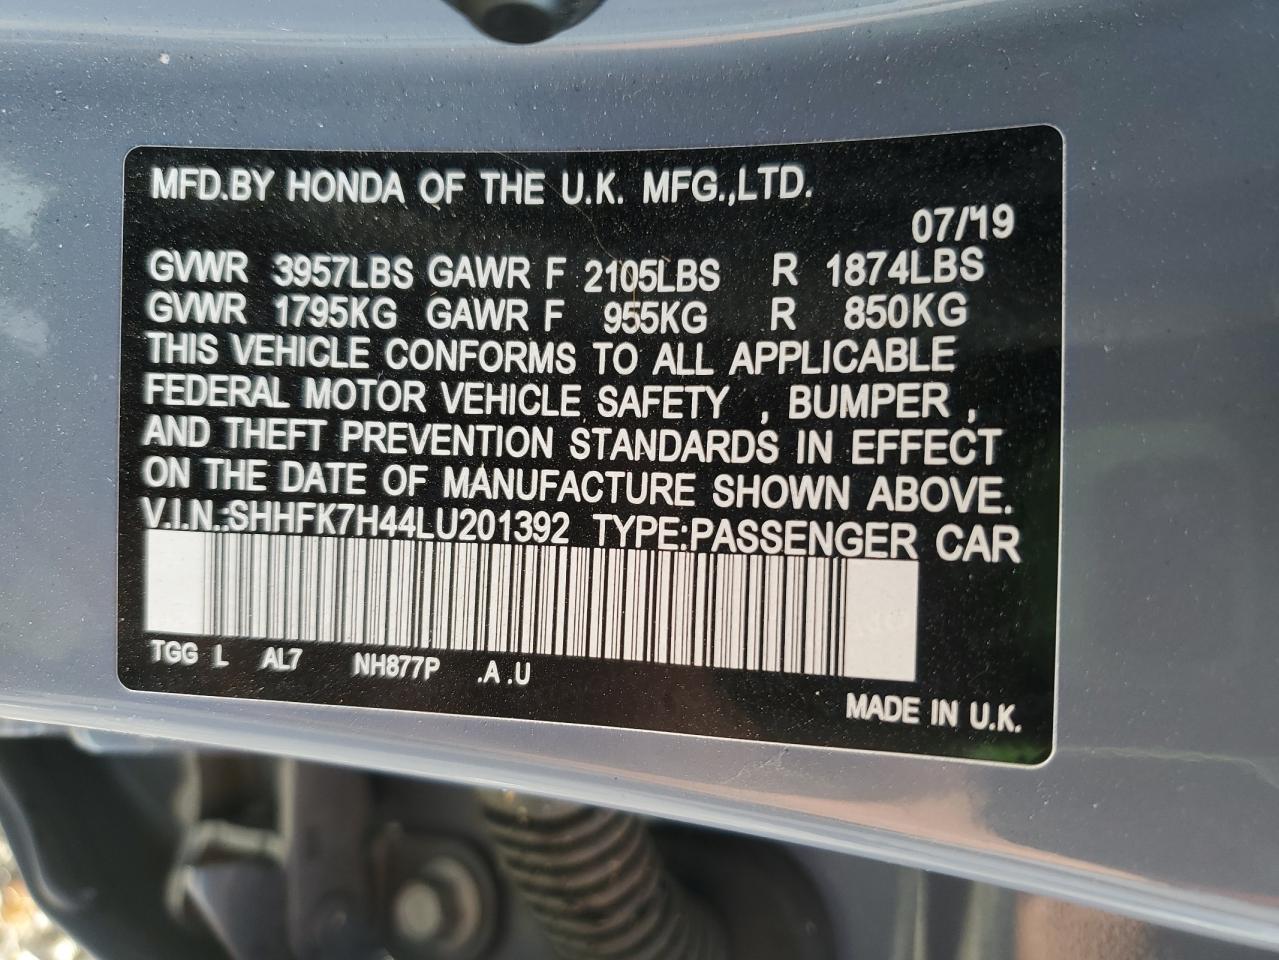 MFD.BY HONDA OF THE U.K. MFG.,LTD.
07/'19
GVWR 3957LBS GAWR F 2105LBS R 1874LBS
GVWR 1795KG GAWR F 955KG R 850KG
THIS VEHICLE CONFORMS TO ALL APPLICABLE
FEDERAL MOTOR VEHICLE SAFETY , BUMPER ,
AND THEFT PREVENTION STANDARDS IN EFFECT
ON THE DATE OF MANUFACTURE SHOWN ABOVE.
V.I.N.:SHHFK7H44LU201392 TYPE:PASSENGER CAR
TGG L AL7 NH877P .A .U
MADE IN U.K.